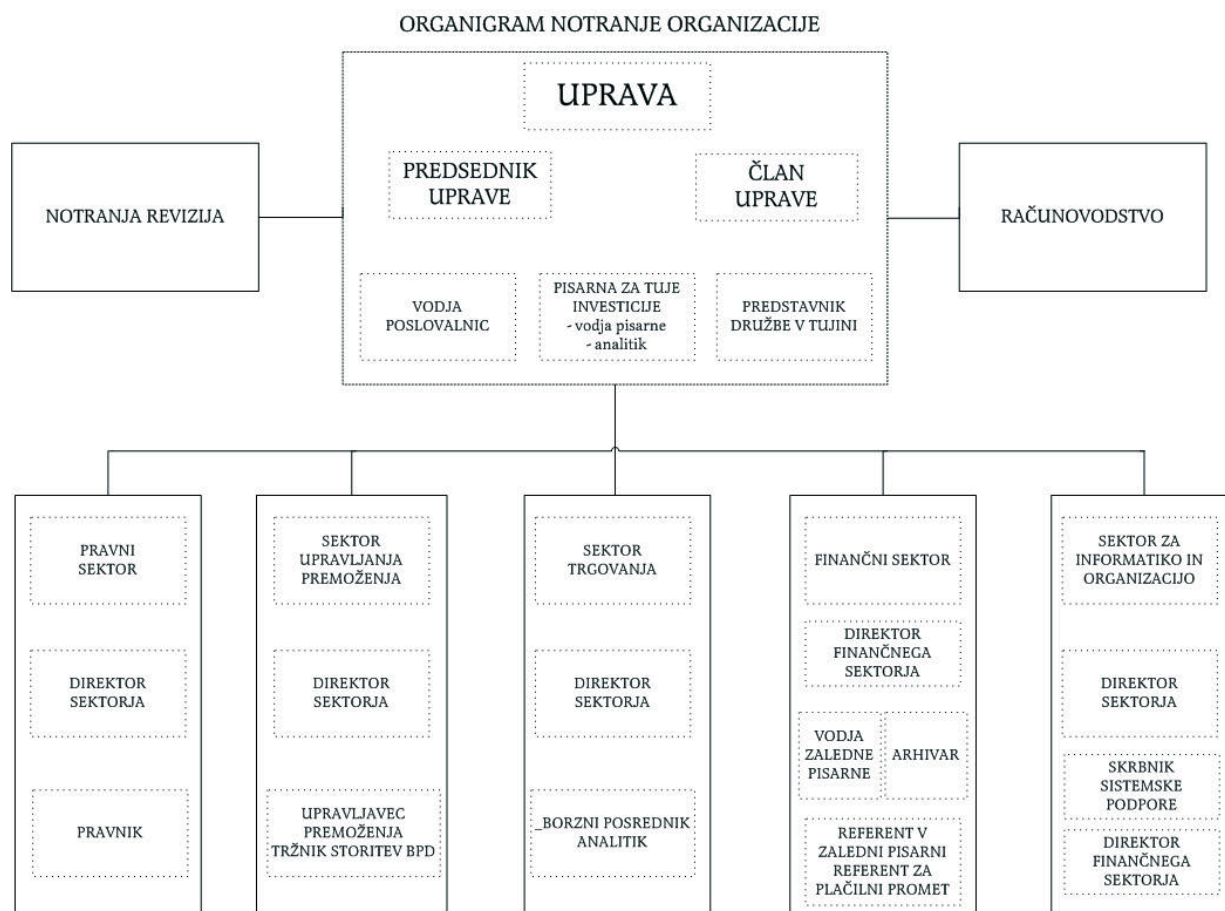 ORGANIGRAM NOTRANJE ORGANIZACIJE
UPRAVA
PREDSEDNIK
UPRAVE
ČLAN
UPRAVE
NOTRANJA REVIZIJA
RAČUNOVODSTVO
VODJA
POSLOVALNIC
PISARNA ZA TUJE
INVESTICIJE
- vodja pisarne
- analitik
PREDSTAVNIK
DRUŽBE V TUJINI
PRAVNI
SEKTOR
DIREKTOR
SEKTORJA
PRAVNIK
SEKTOR
UPRAVLJANJA
PREMOŽENJA
DIREKTOR
SEKTORJA
UPRAVLJAVEC
PREMOŽENJA
TRŽNIK STORITEV BPD
SEKTOR
TRGOVANJA
DIREKTOR
SEKTORJA
_BORZNI POSREDNIK
ANALITIK
FINANČNI SEKTOR
DIREKTOR
FINANČNEGA
SEKTORJA
VODJA
ZALEDNE
PISARNE
ARHIVAR
REFERENT V
ZALEDNI PISARNI
REFERENT ZA
PLAČILNI PROMET
SEKTOR ZA
INFORMATIKO IN
ORGANIZACIJO
DIREKTOR
SEKTORJA
SKRBNIK
SISTEMSKE
PODPORE
DIREKTOR
FINANČNEGA
SEKTORJA